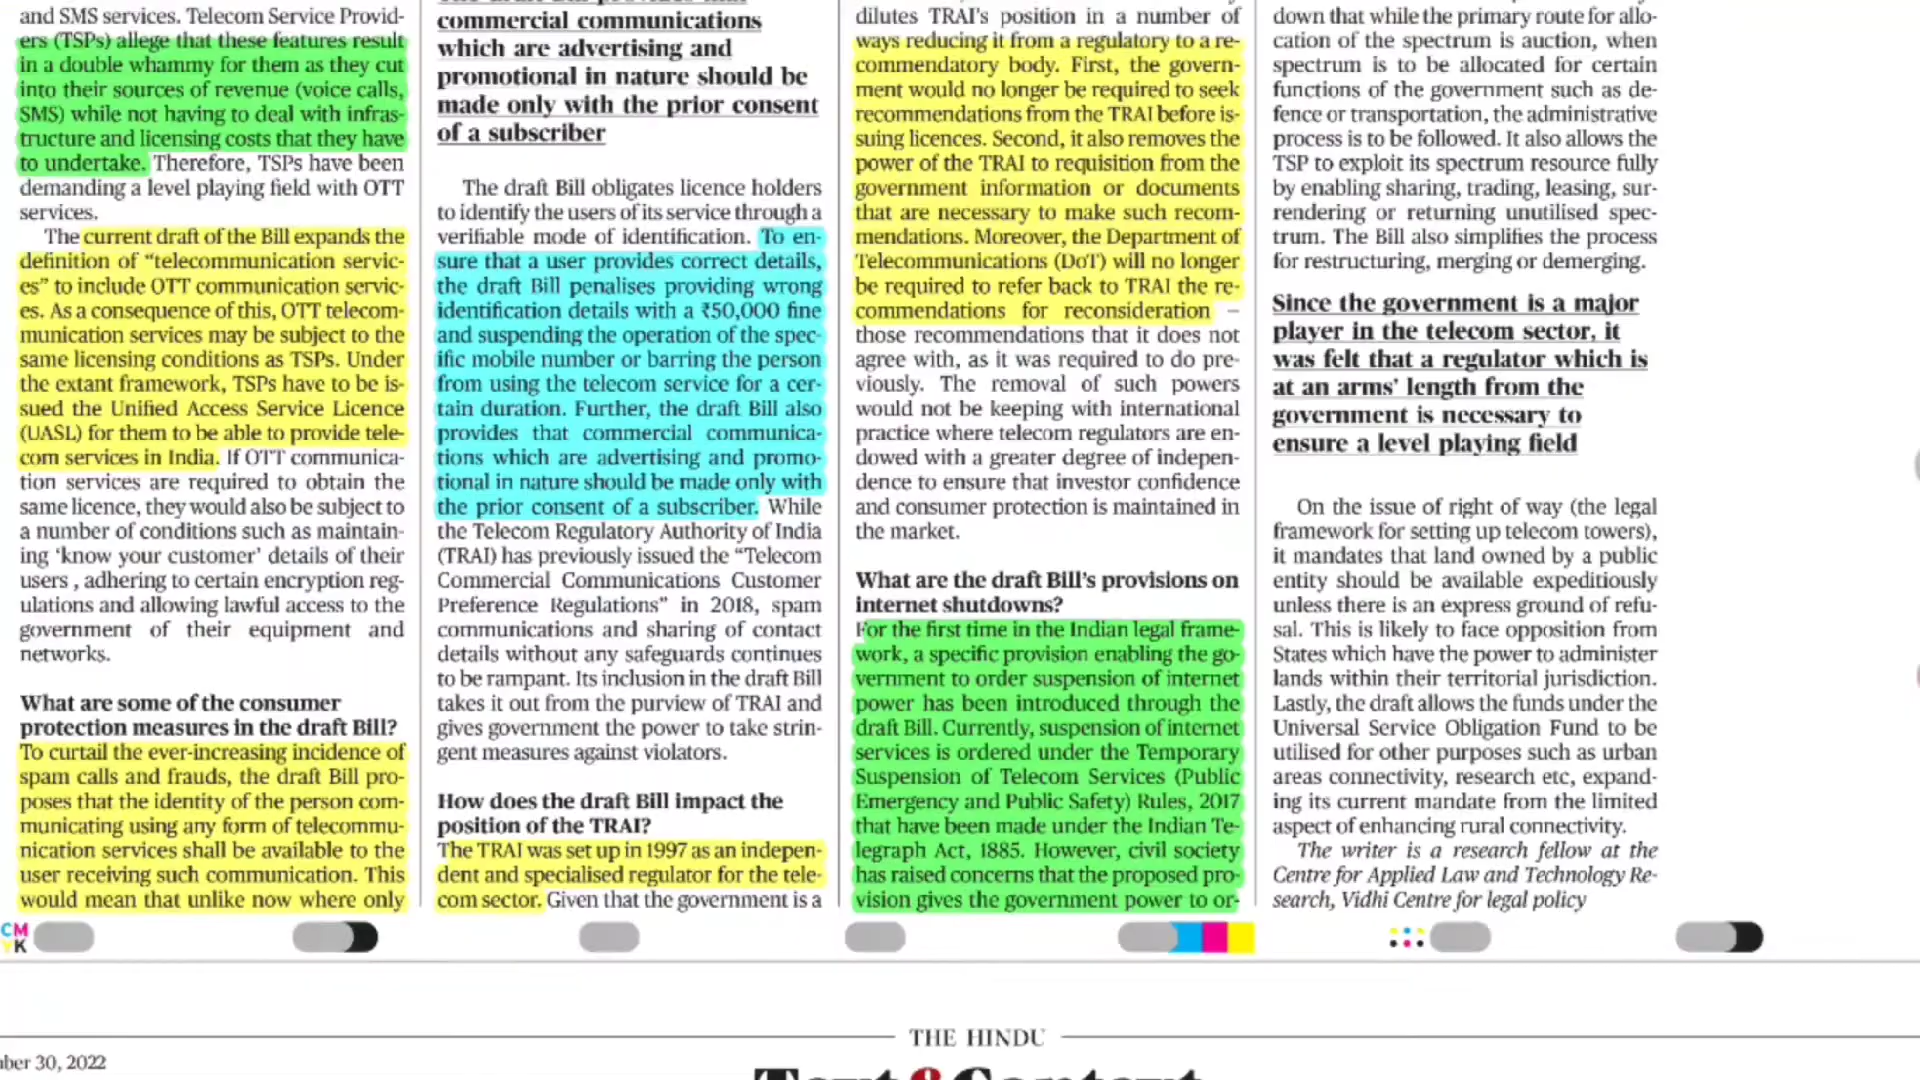 and SMS services. Telecom Service Provid-
ers (TSPs) allege that these features result
in a double whammy for them as they cut
into their sources of revenue (voice calls,
SMS) while not having to deal with infras-
tructure and licensing costs that they have
to undertake. Therefore, TSPs have been
demanding a level playing field with OTT
services.
The current draft of the Bill expands the
definition of “telecommunication servic-
es” to include OTT communication servic-
es. As a consequence of this, OTT telecom-
munication services may be subject to the
same licensing conditions as TSPs. Under
the extant framework, TSPs have to be is-
sued the Unified Access Service Licence
(UASL) for them to be able to provide tele-
com services in India. If OTT communica-
tion services are required to obtain the
same licence, they would also be subject to
a number of conditions such as maintain-
ing ‘know your customer’ details of their
users , adhering to certain encryption reg-
ulations and allowing lawful access to the
government of their equipment and
networks.
What are some of the consumer
protection measures in the draft Bill?
To curtail the ever-increasing incidence of
spam calls and frauds, the draft Bill pro-
poses that the identity of the person com-
municating using any form of telecommu-
nication services shall be available to the
user receiving such communication. This
would mean that unlike now where only
commercial communications
which are advertising and
promotional in nature should be
made only with the prior consent
of a subscriber
The draft Bill obligates licence holders
to identify the users of its service through a
verifiable mode of identification. To en-
sure that a user provides correct details,
the draft Bill penalises providing wrong
identification details with a ₹50,000 fine
and suspending the operation of the spec-
ific mobile number or barring the person
from using the telecom service for a cer-
tain duration. Further, the draft Bill also
provides that commercial communica-
tions which are advertising and promo-
tional in nature should be made only with
the prior consent of a subscriber. While
the Telecom Regulatory Authority of India
(TRAI) has previously issued the “Telecom
Commercial Communications Customer
Preference Regulations” in 2018, spam
communications and sharing of contact
details without any safeguards continues
to be rampant. Its inclusion in the draft Bill
takes it out from the purview of TRAI and
gives government the power to take strin-
gent measures against violators.
How does the draft Bill impact the
position of the TRAI?
The TRAI was set up in 1997 as an indepen-
dent and specialised regulator for the tele-
com sector. Given that the government is a
dilutes TRAI’s position in a number of
ways reducing it from a regulatory to a re-
commendatory body. First, the govern-
ment would no longer be required to seek
recommendations from the TRAI before is-
suing licences. Second, it also removes the
power of the TRAI to requisition from the
government information or documents
that are necessary to make such recom-
mendations. Moreover, the Department of
Telecommunications (DoT) will no longer
be required to refer back to TRAI the re-
commendations for reconsideration –
those recommendations that it does not
agree with, as it was required to do pre-
viously. The removal of such powers
would not be keeping with international
practice where telecom regulators are en-
dowed with a greater degree of indepen-
dence to ensure that investor confidence
and consumer protection is maintained in
the market.
What are the draft Bill’s provisions on
internet shutdowns?
For the first time in the Indian legal frame-
work, a specific provision enabling the go-
vernment to order suspension of internet
power has been introduced through the
draft Bill. Currently, suspension of internet
services is ordered under the Temporary
Suspension of Telecom Services (Public
Emergency and Public Safety) Rules, 2017
that have been made under the Indian Te-
legraph Act, 1885. However, civil society
has raised concerns that the proposed pro-
vision gives the government power to or-
down that while the primary route for allo-
cation of the spectrum is auction, when
spectrum is to be allocated for certain
functions of the government such as de-
fence or transportation, the administrative
process is to be followed. It also allows the
TSP to exploit its spectrum resource fully
by enabling sharing, trading, leasing, sur-
rendering or returning unutilised spec-
trum. The Bill also simplifies the process
for restructuring, merging or demerging.
Since the government is a major
player in the telecom sector, it
was felt that a regulator which is
at an arms’ length from the
government is necessary to
ensure a level playing field
On the issue of right of way (the legal
framework for setting up telecom towers),
it mandates that land owned by a public
entity should be available expeditiously
unless there is an express ground of refu-
sal. This is likely to face opposition from
States which have the power to administer
lands within their territorial jurisdiction.
Lastly, the draft allows the funds under the
Universal Service Obligation Fund to be
utilised for other purposes such as urban
areas connectivity, research etc, expand-
ing its current mandate from the limited
aspect of enhancing rural connectivity.
The writer is a research fellow at the
Centre for Applied Law and Technology Re-
search, Vidhi Centre for legal policy
CM
YK
THE HINDU
30, 2022